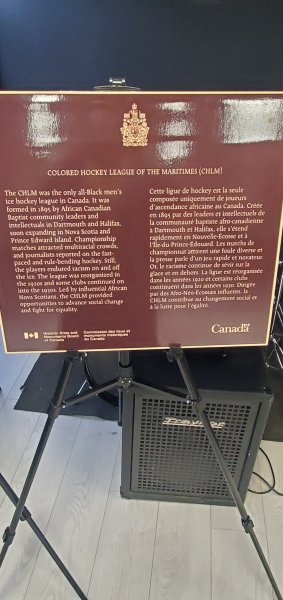 COLORED HOCKEY LEAGUE OF THE MARITIMES (CHLM)
The CHLM was the only all-Black men's
ice hockey league in Canada. It was
formed in 1895 by African Canadian
Baptist community leaders and
intellectuals in Dartmouth and Halifax,
soon expanding in Nova Scotia and
Prince Edward Island. Championship
matches attracted multiracial crowds,
and journalists reported on the fast-
paced and rule-bending hockey. Still,
the players endured racism on and off
the ice. The league was reorganized in
the 1920s and some clubs continued on
into the 1930s. Led by influential African
Nova Scotians, the CHLM provided
opportunities to advance social change
and fight for equality.
Cette ligue de hockey est la seule
composée uniquement de joueurs
d'ascendance africaine au Canada. Créée
en 1895 par des leaders et intellectuels de
la communauté baptiste afro-canadienne
à Dartmouth et Halifax, elle s'étend
rapidement en Nouvelle-Écosse et à
l'Île-du-Prince-Édouard. Les matchs de
championnat attirent une foule diverse et
la presse parle d'un jeu rapide et novateur.
Or, le racisme continue de sévir sur la
glace et en dehors. La ligue est réorganisée
dans les années 1920 et certains clubs
continuent dans les années 1930. Dirigée
par des Afro-Néo-Écossais influents, la
CHLM contribue au changement social et
à la lutte pour l'égalité.
Historic Sites and
Monuments Board
of Canada
Commission des lieux et
monuments historiques
du Canada
Canada
TRAYNOR